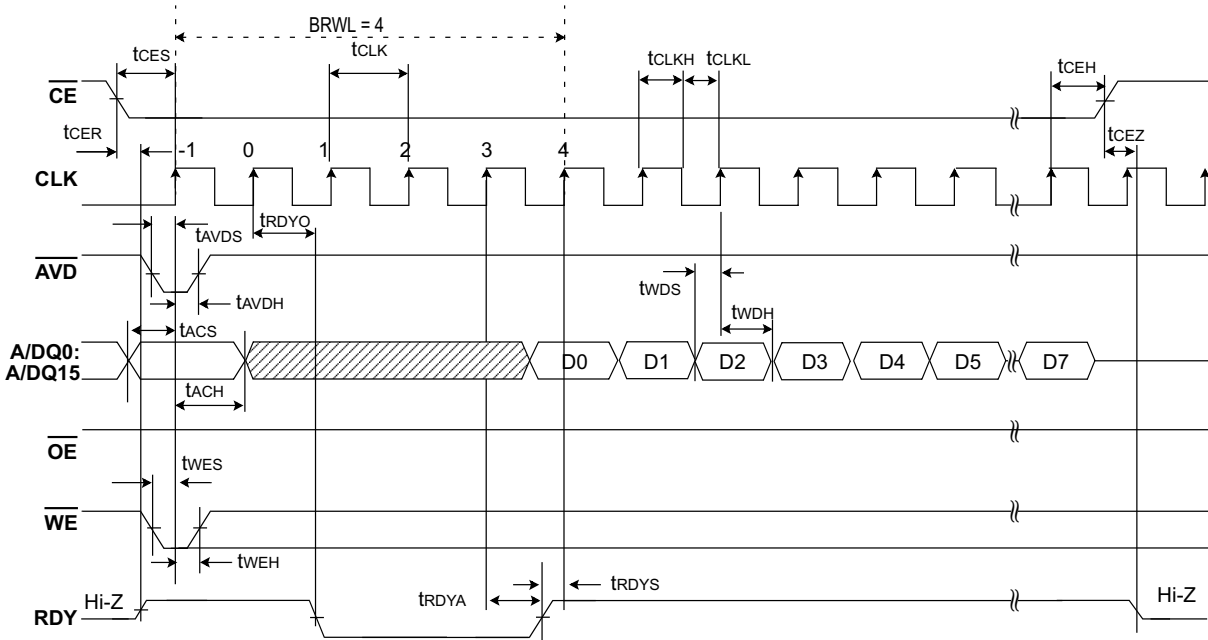 BRWL = 4
tCES
tCLK
tCLKH
tCLKL
tCEH
CE
tCER
tCEZ
-1
0
1
2
3
4
CLK
tRDYO
tAVDS
AVD
tWDS
tAVDH
tWDH
tACS
A/DQ0:
A/DQ15
D0
D1
D2
D3
D4
D5
D7
tACH
OE
tWES
WE
tWEH
tRDYS
tRDYA
Hi-Z
Hi-Z
RDY